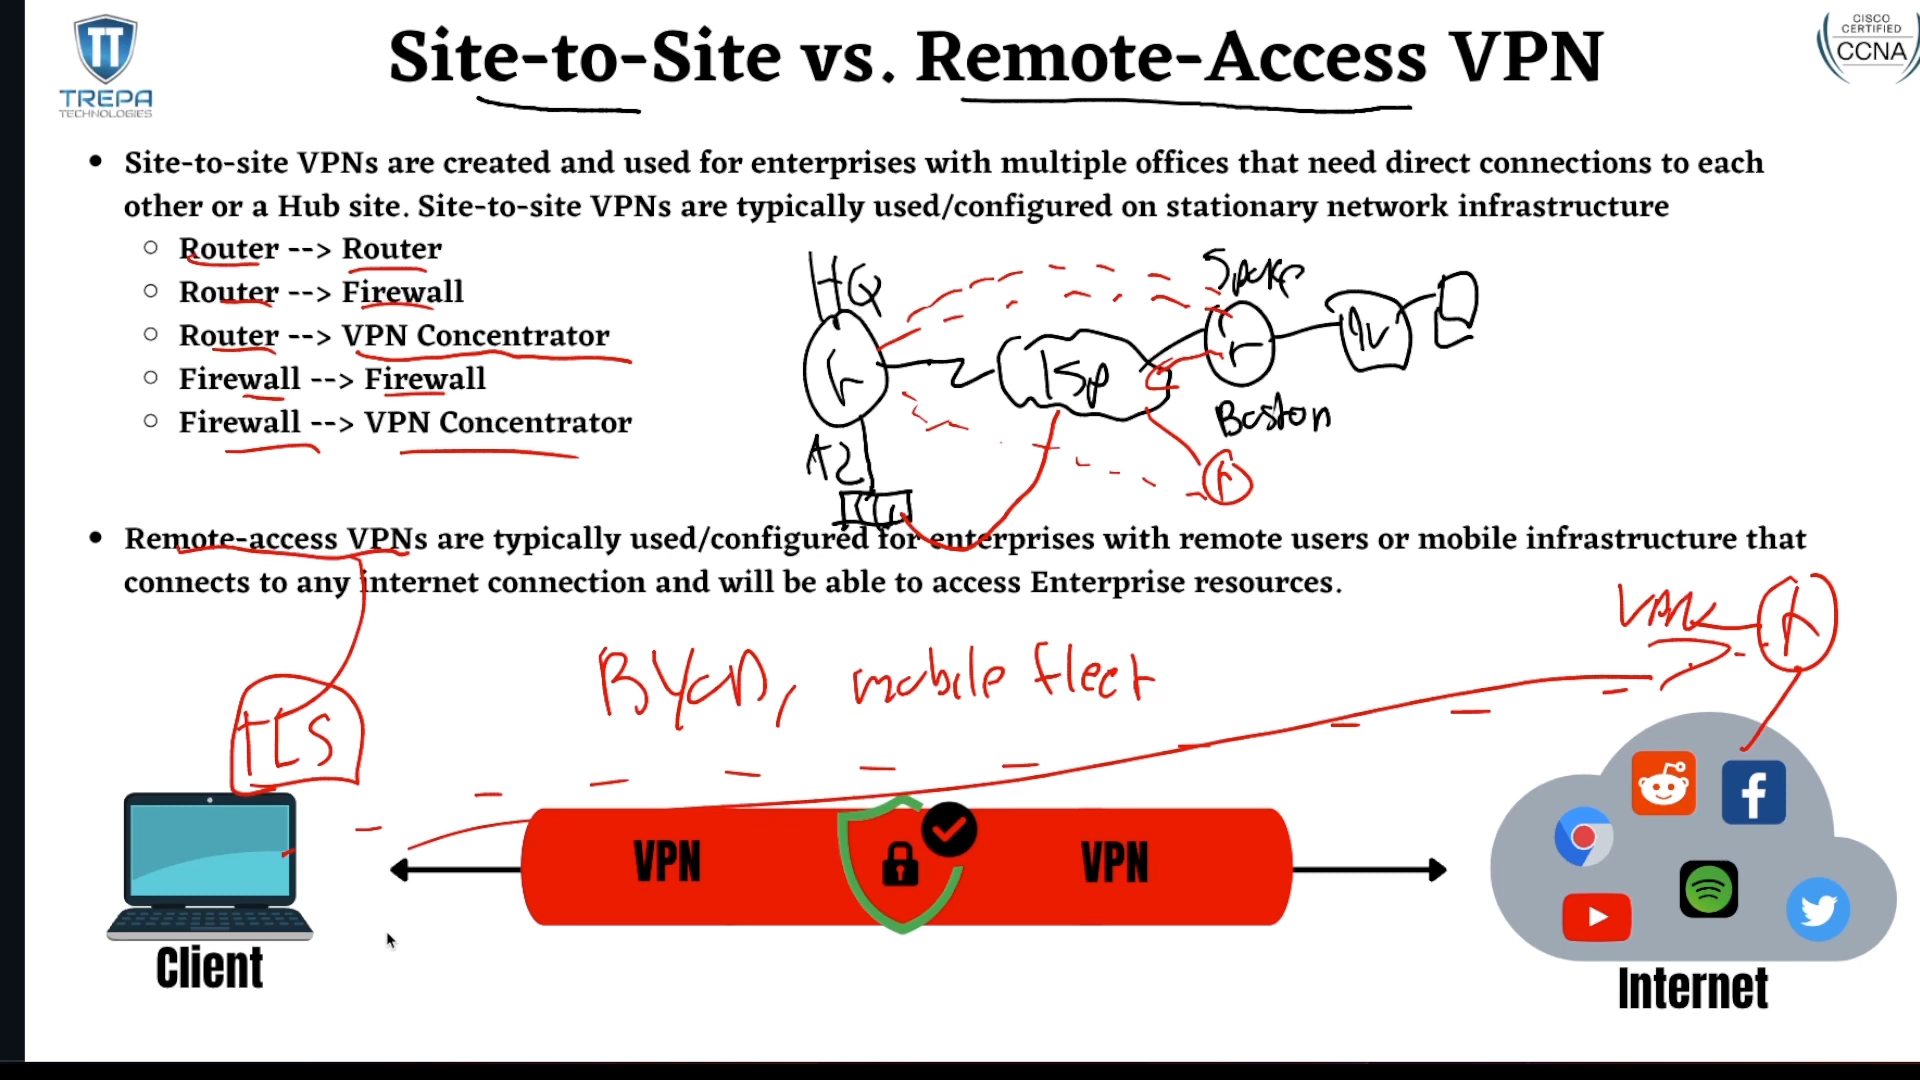 TREPA
TECHNOLOGIES
Site-to-Site vs. Remote-Access VPN
CISCO
CERTIFIED
CCNA
• Site-to-site VPNs are created and used for enterprises with multiple offices that need direct connections to each
other or a Hub site. Site-to-site VPNs are typically used/configured on stationary network infrastructure
○ Router --> Router
○ Router --> Firewall
○ Router --> VPN Concentrator
○ Firewall --> Firewall
○ Firewall --> VPN Concentrator
HQ
Spoke
ISP
Boston
AZ
• Remote-access VPNs are typically used/configured for enterprises with remote users or mobile infrastructure that
connects to any internet connection and will be able to access Enterprise resources.
BYOD, mobile fleet
TLS
VPN
VPN
Client
Internet